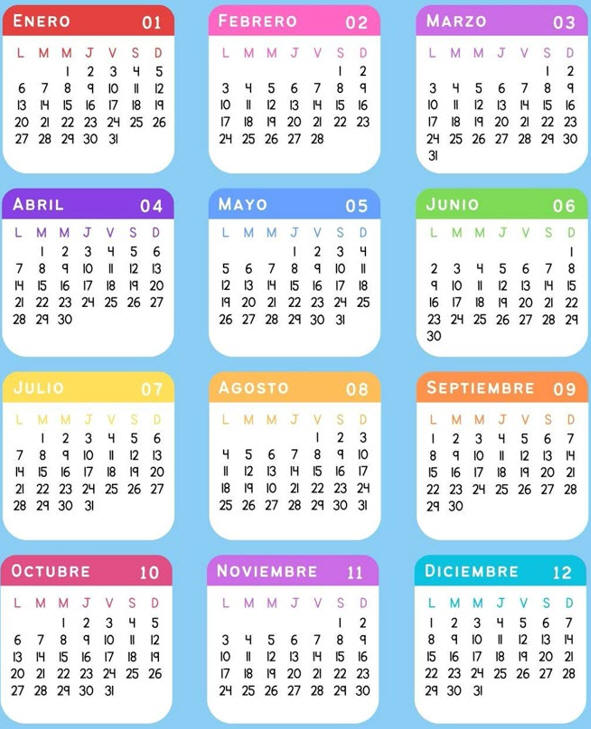 ENERO 01
L M M J V S D
1 2 3 4 5
6 7 8 9 10 11 12
13 14 15 16 17 18 19
20 21 22 23 24 25 26
27 28 29 30 31
FEBRERO 02
L M M J V S D
1 2
3 4 5 6 7 8 9
10 11 12 13 14 15 16
17 18 19 20 21 22 23
24 25 26 27 28
MARZO 03
L M M J V S D
1 2
3 4 5 6 7 8 9
10 11 12 13 14 15 16
17 18 19 20 21 22 23
24 25 26 27 28 29 30
31
ABRIL 04
L M M J V S D
1 2 3 4 5 6
7 8 9 10 11 12 13
14 15 16 17 18 19 20
21 22 23 24 25 26 27
28 29 30
MAYO 05
L M M J V S D
1 2 3 4
5 6 7 8 9 10 11
12 13 14 15 16 17 18
19 20 21 22 23 24 25
26 27 28 29 30 31
JUNIO 06
L M M J V S D
1
2 3 4 5 6 7 8
9 10 11 12 13 14 15
16 17 18 19 20 21 22
23 24 25 26 27 28 29
30
JULIO 07
L M M J V S D
1 2 3 4 5 6
7 8 9 10 11 12 13
14 15 16 17 18 19 20
21 22 23 24 25 26 27
28 29 30 31
AGOSTO 08
L M M J V S D
1 2 3
4 5 6 7 8 9 10
11 12 13 14 15 16 17
18 19 20 21 22 23 24
25 26 27 28 29 30 31
SEPTIEMBRE 09
L M M J V S D
1 2 3 4 5 6 7
8 9 10 11 12 13 14
15 16 17 18 19 20 21
22 23 24 25 26 27 28
29 30
OCTUBRE 10
L M M J V S D
1 2 3 4 5
6 7 8 9 10 11 12
13 14 15 16 17 18 19
20 21 22 23 24 25 26
27 28 29 30 31
NOVIEMBRE 11
L M M J V S D
1 2
3 4 5 6 7 8 9
10 11 12 13 14 15 16
17 18 19 20 21 22 23
24 25 26 27 28 29 30
DICIEMBRE 12
L M M J V S D
1 2 3 4 5 6 7
8 9 10 11 12 13 14
15 16 17 18 19 20 21
22 23 24 25 26 27 28
29 30 31